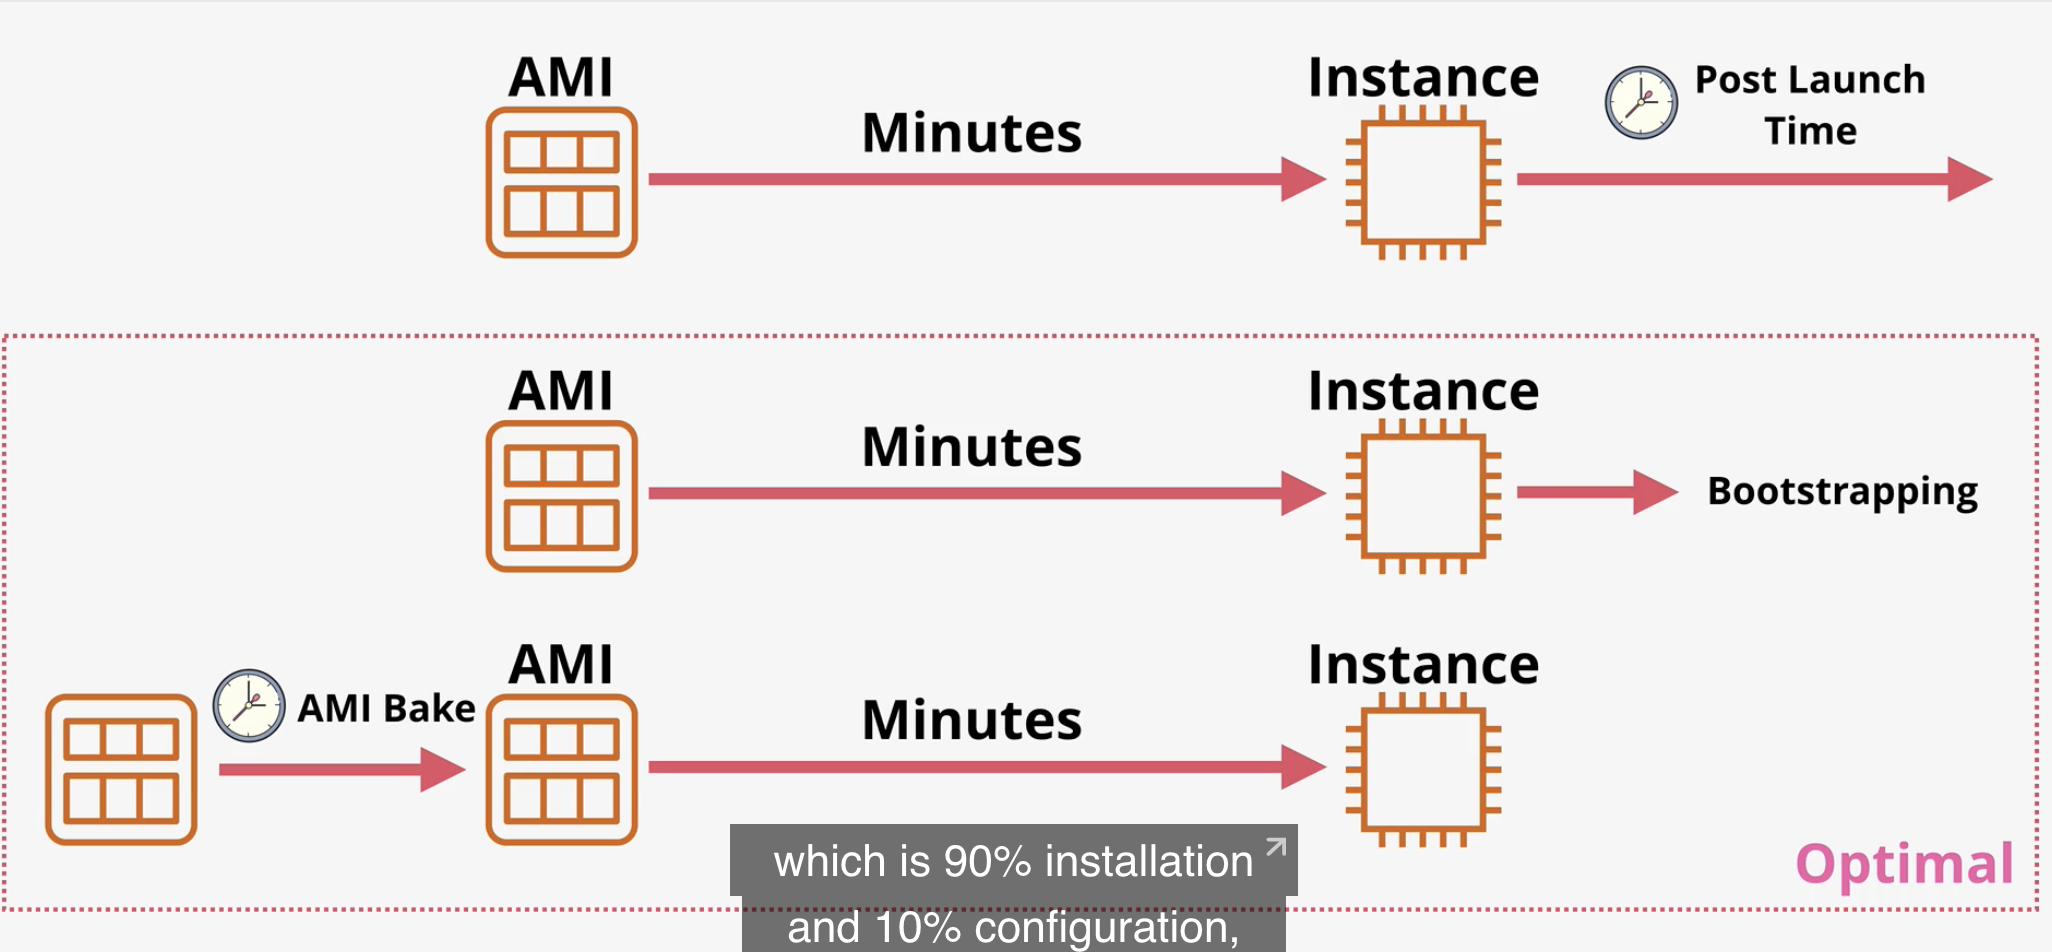 AMI
Minutes
Instance
Post Launch
Time
AMI
Minutes
Instance
Bootstrapping
AMI Bake
AMI
Minutes
Instance
Optimal
which is 90% installation
and 10% configuration,